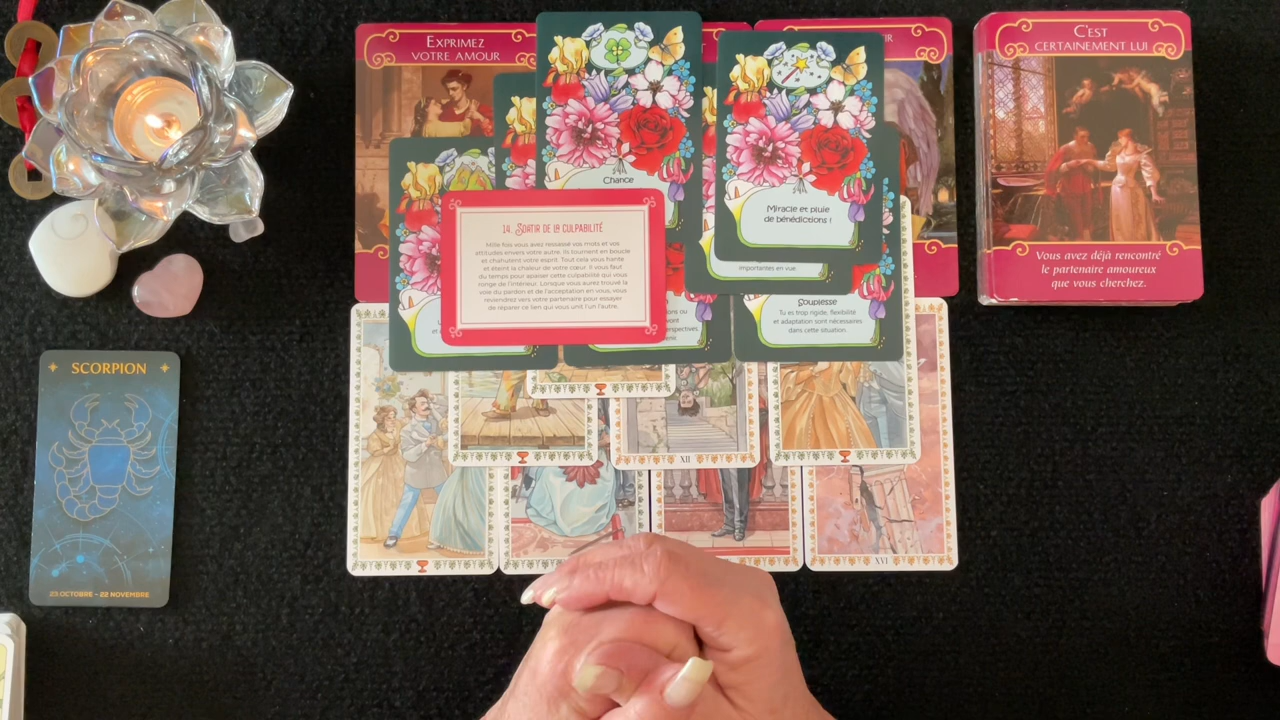 EXPRIMEZ
VOTRE AMOUR
C'EST
CERTAINEMENT LUI
Chance
Miracle et pluie
de bénédictions !
14. SORTIR DE LA CULPABILITÉ
Mille fois vous avez ressassé vos mots et vos
attitudes envers votre autre. Ils tournent en boucle
et chahutent votre esprit. Tout cela vous hante
et éteint la chaleur de votre cœur. Il vous faut
du temps pour apaiser cette culpabilité qui vous
ronge de l'intérieur. Lorsque vous aurez trouvé la
voie du pardon et de l'acceptation en vous, vous
reviendrez vers votre partenaire pour essayer
de réparer ce lien qui vous unit l'un l'autre.
importantes en vue.
Vous avez déjà rencontré
le partenaire amoureux
que vous cherchez.
Souplesse
Tu es trop rigide, flexibilité
et adaptation sont nécessaires
dans cette situation.
SCORPION
23 OCTOBRE - 22 NOVEMBRE
XII
XVI